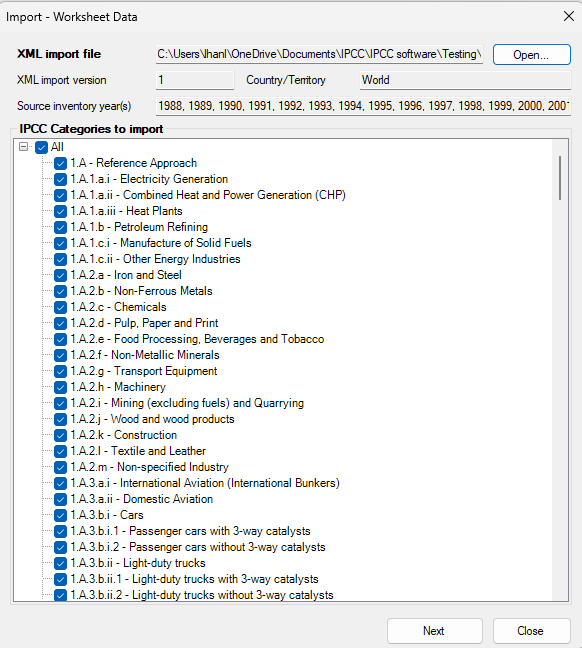 Import - Worksheet Data
XML import file C:\Users\lhanl\OneDrive\Documents\IPCC\IPCC software\Testing\ Open...
XML import version 1 Country/Territory World
Source inventory year(s) 1988, 1989, 1990, 1991, 1992, 1993, 1994, 1995, 1996, 1997, 1998, 1999, 2000, 2001
IPCC Categories to import
All
1.A - Reference Approach
1.A.1.a.i - Electricity Generation
1.A.1.a.ii - Combined Heat and Power Generation (CHP)
1.A.1.a.iii - Heat Plants
1.A.1.b - Petroleum Refining
1.A.1.c.i - Manufacture of Solid Fuels
1.A.1.c.ii - Other Energy Industries
1.A.2.a - Iron and Steel
1.A.2.b - Non-Ferrous Metals
1.A.2.c - Chemicals
1.A.2.d - Pulp, Paper and Print
1.A.2.e - Food Processing, Beverages and Tobacco
1.A.2.f - Non-Metallic Minerals
1.A.2.g - Transport Equipment
1.A.2.h - Machinery
1.A.2.i - Mining (excluding fuels) and Quarrying
1.A.2.j - Wood and wood products
1.A.2.k - Construction
1.A.2.l - Textile and Leather
1.A.2.m - Non-specified Industry
1.A.3.a.i - International Aviation (International Bunkers)
1.A.3.a.ii - Domestic Aviation
1.A.3.b.i - Cars
1.A.3.b.i.1 - Passenger cars with 3-way catalysts
1.A.3.b.i.2 - Passenger cars without 3-way catalysts
1.A.3.b.ii - Light-duty trucks
1.A.3.b.ii.1 - Light-duty trucks with 3-way catalysts
1.A.3.b.ii.2 - Light-duty trucks without 3-way catalysts
Next Close